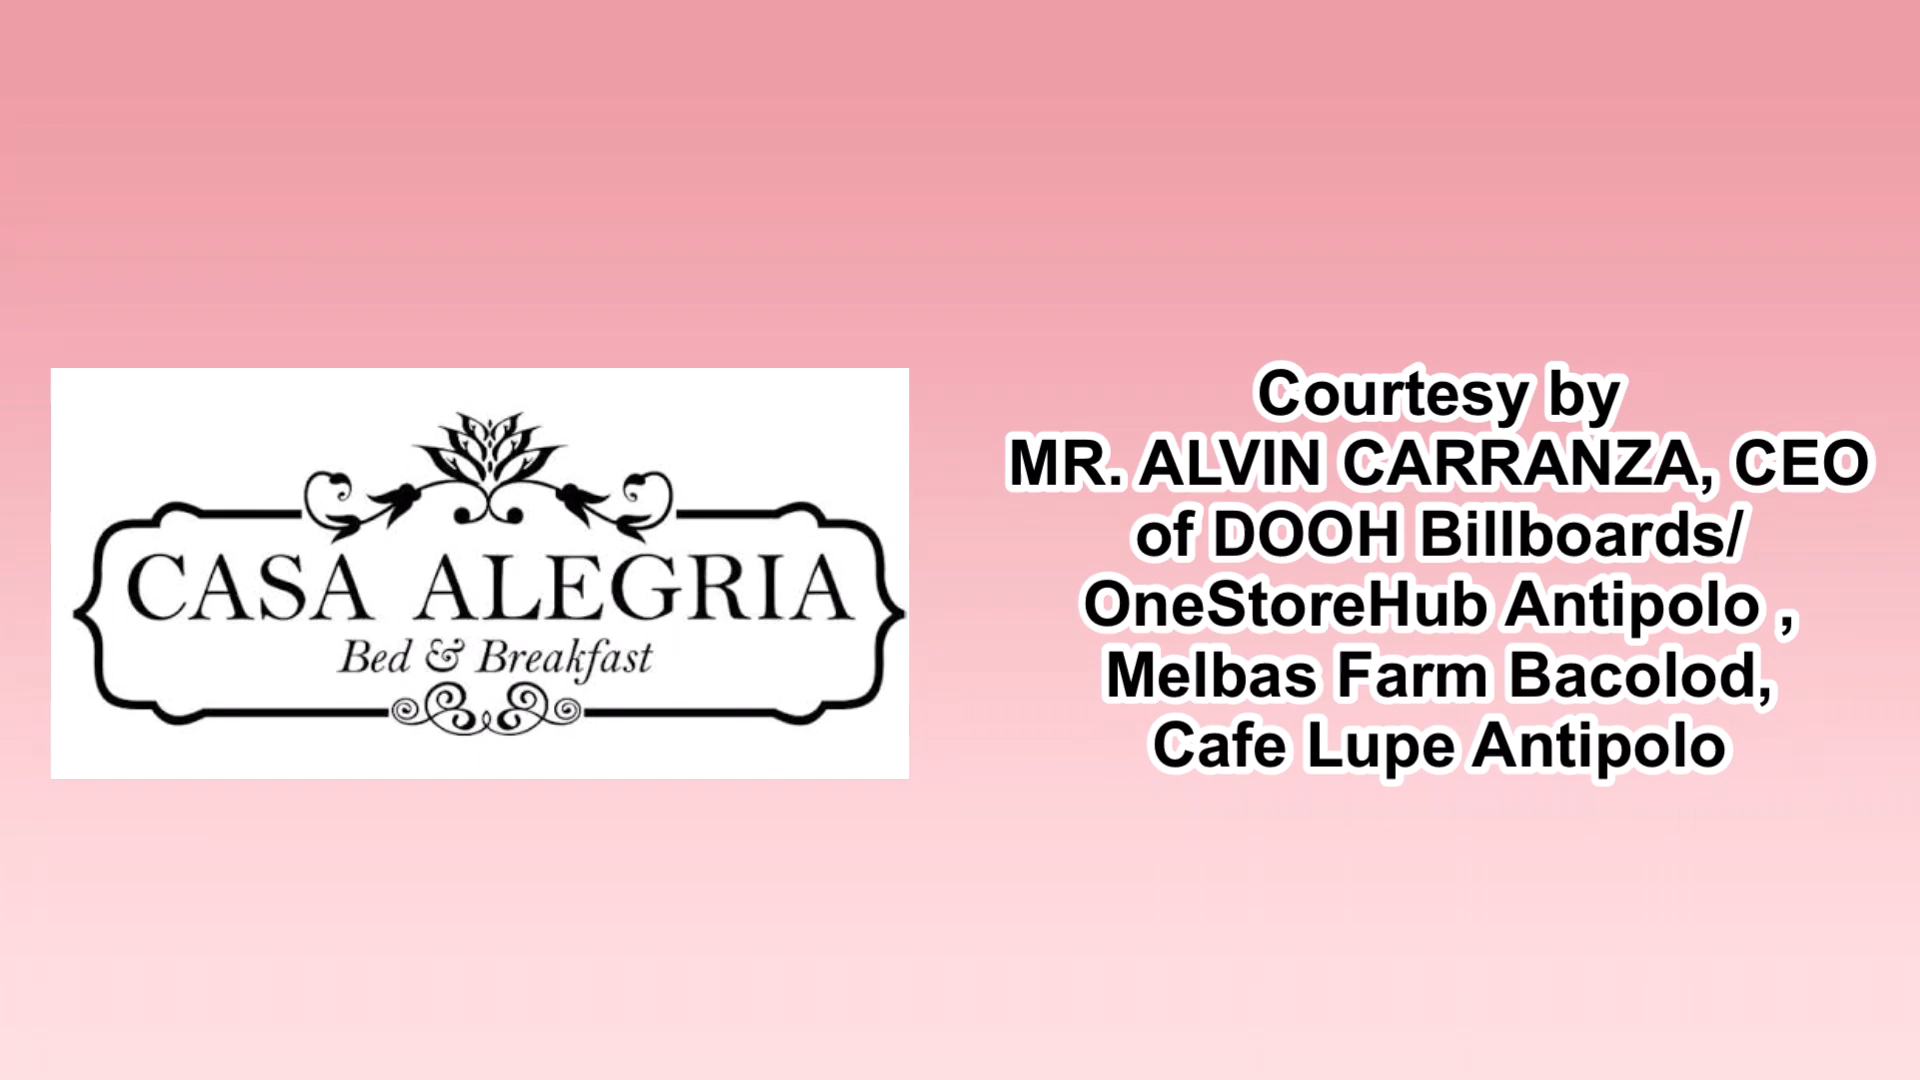 CASA ALEGRIA
Bed & Breakfast
Courtesy by
MR. ALVIN CARRANZA, CEO
of DOOH Billboards/
OneStoreHub Antipolo ,
Melbas Farm Bacolod,
Cafe Lupe Antipolo